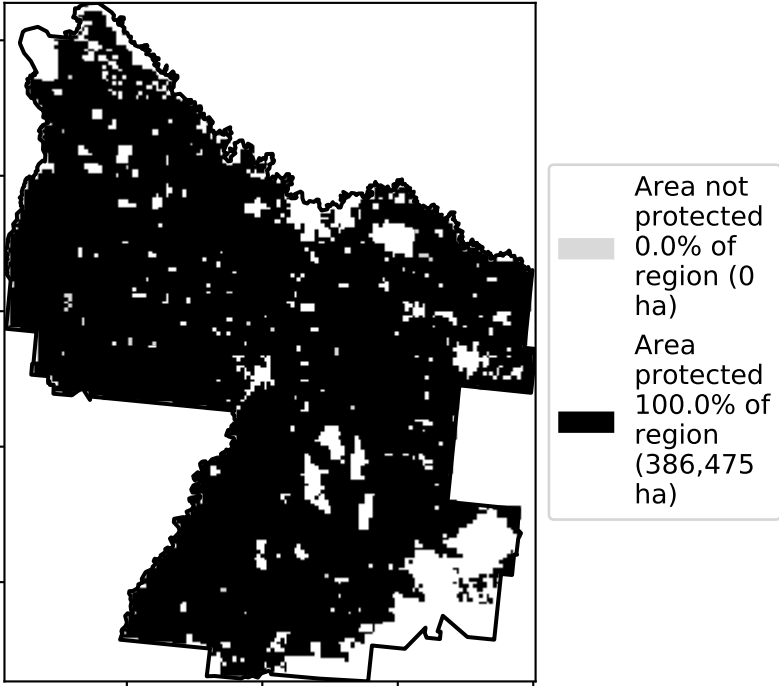 Area not
protected
0.0% of
region (0
ha)
Area
protected
100.0% of
region
(386,475
ha)